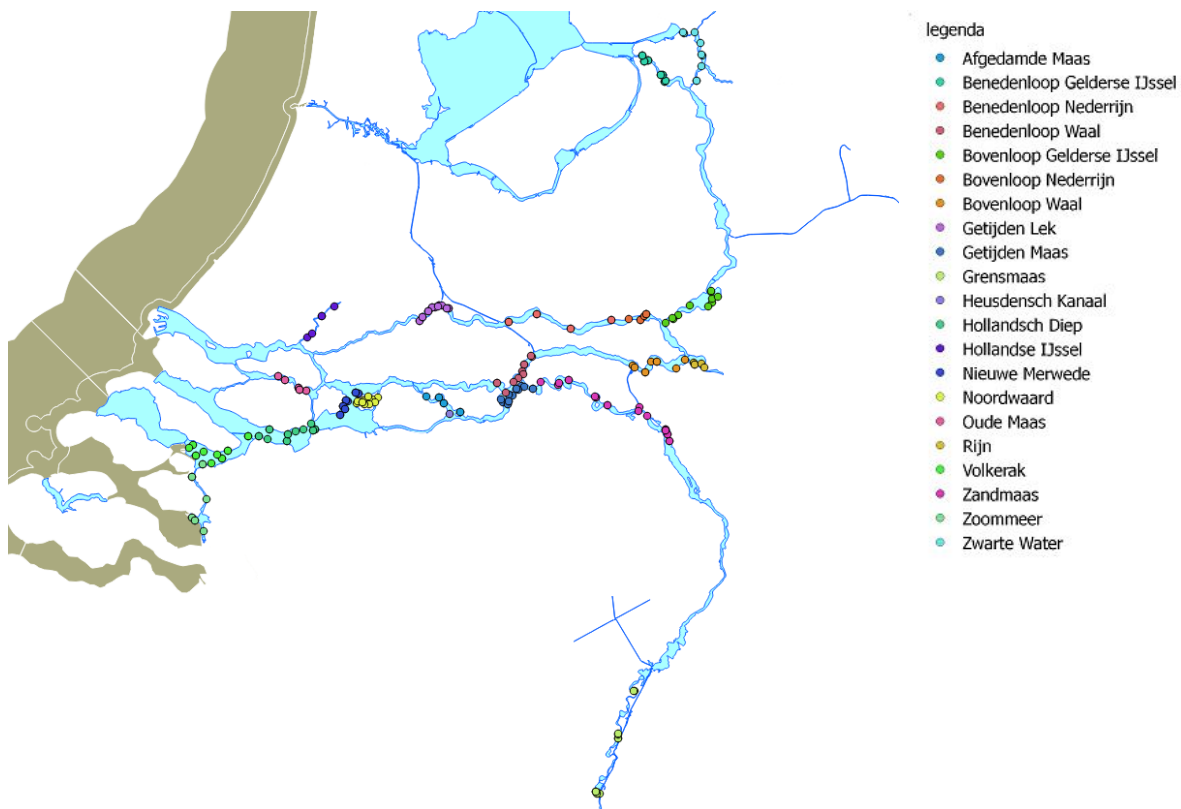 legenda
Afgedamde Maas
Benedenloop Gelderse IJssel
Benedenloop Nederrijn
Benedenloop Waal
Bovenloop Gelderse IJssel
Bovenloop Nederrijn
Bovenloop Waal
Getijden Lek
Getijden Maas
Grensmaas
Heusdensch Kanaal
Hollandsch Diep
Hollandse IJssel
Nieuwe Merwede
Noordwaard
Oude Maas
Rijn
Volkerak
Zandmaas
Zoommeer
Zwarte Water